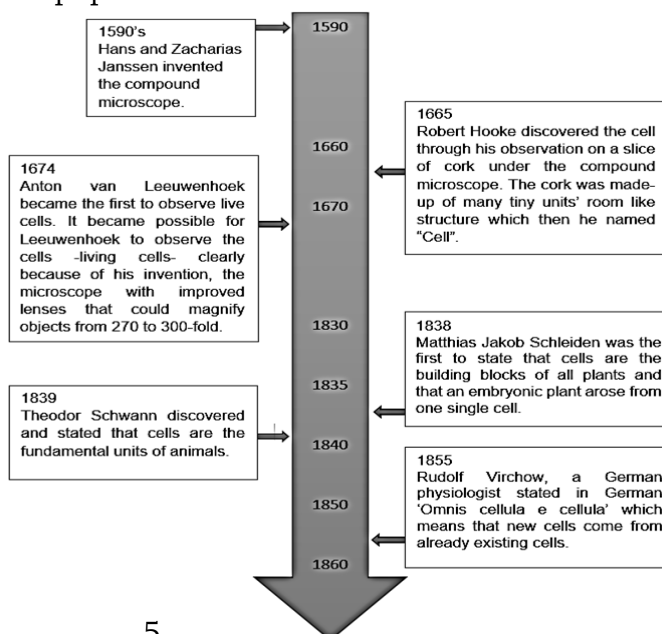 1590's
Hans and Zacharias
Janssen invented
the compound
microscope.
1590
1665
Robert Hooke discovered the cell
through his observation on a slice
of cork under the compound
microscope. The cork was made-
up of many tiny units' room like
structure which then he named
"Cell".
1660
1674
Anton van Leeuwenhoek
became the first to observe live
cells. It became possible for
Leeuwenhoek to observe the
cells -living cells- clearly
because of his invention, the
microscope with improved
lenses that could magnify
objects from 270 to 300-fold.
1670
1830
1838
Matthias Jakob Schleiden was the
first to state that cells are the
building blocks of all plants and
that an embryonic plant arose from
one single cell.
1835
1839
Theodor Schwann discovered
and stated that cells are the
fundamental units of animals.
1840
1855
Rudolf Virchow, a German
physiologist stated in German
'Omnis cellula e cellula' which
means that new cells come from
already existing cells.
1850
1860
5